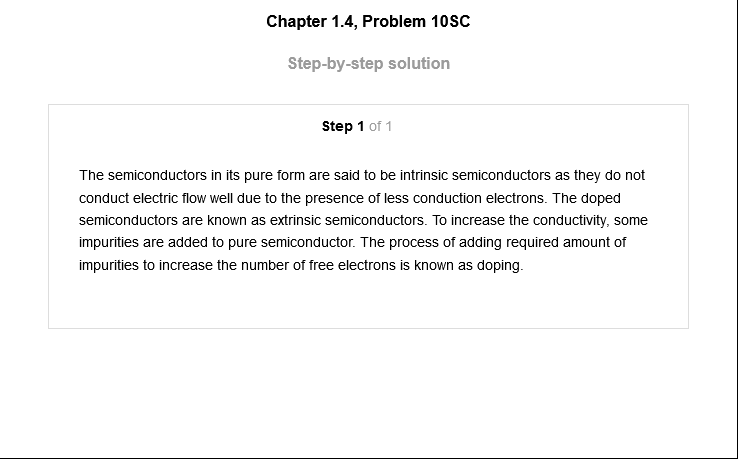 Chapter 1.4, Problem 10SC
Step-by-step solution
Step 1 of 1
The semiconductors in its pure form are said to be intrinsic semiconductors as they do not
conduct electric flow well due to the presence of less conduction electrons. The doped
semiconductors are known as extrinsic semiconductors. To increase the conductivity, some
impurities are added to pure semiconductor. The process of adding required amount of
impurities to increase the number of free electrons is known as doping.